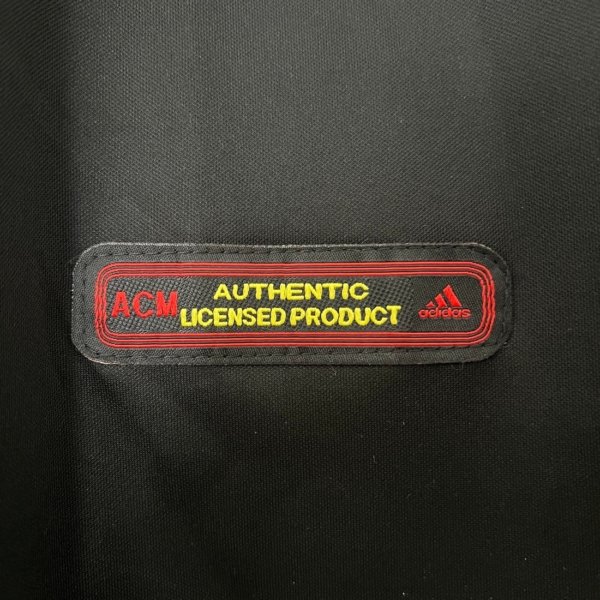 ACM
AUTHENTIC
LICENSED PRODUCT
adidas